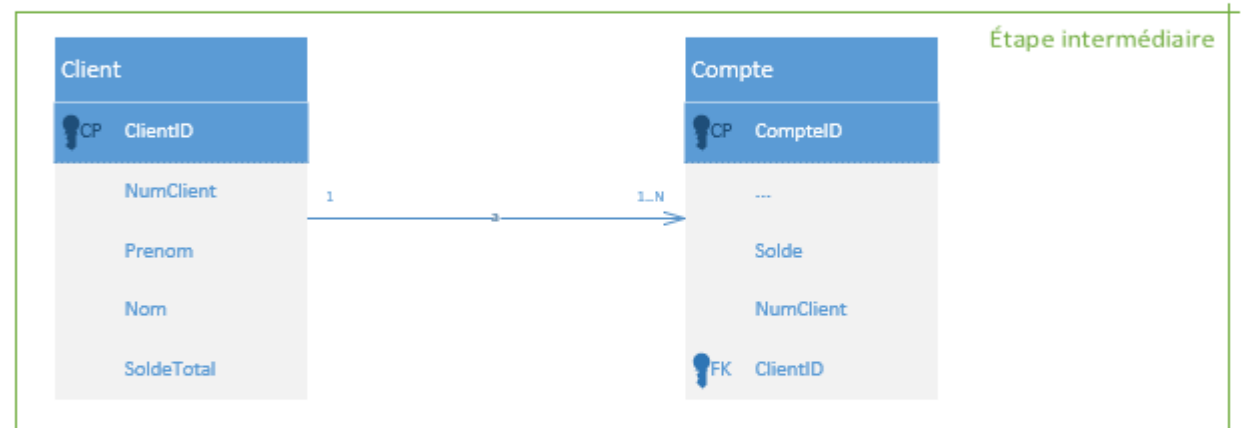 Étape intermédiaire
Client
CP ClientID
NumClient
Prenom
Nom
SoldeTotal
1
a
1..N
Compte
CP CompteID
---
Solde
NumClient
FK ClientID